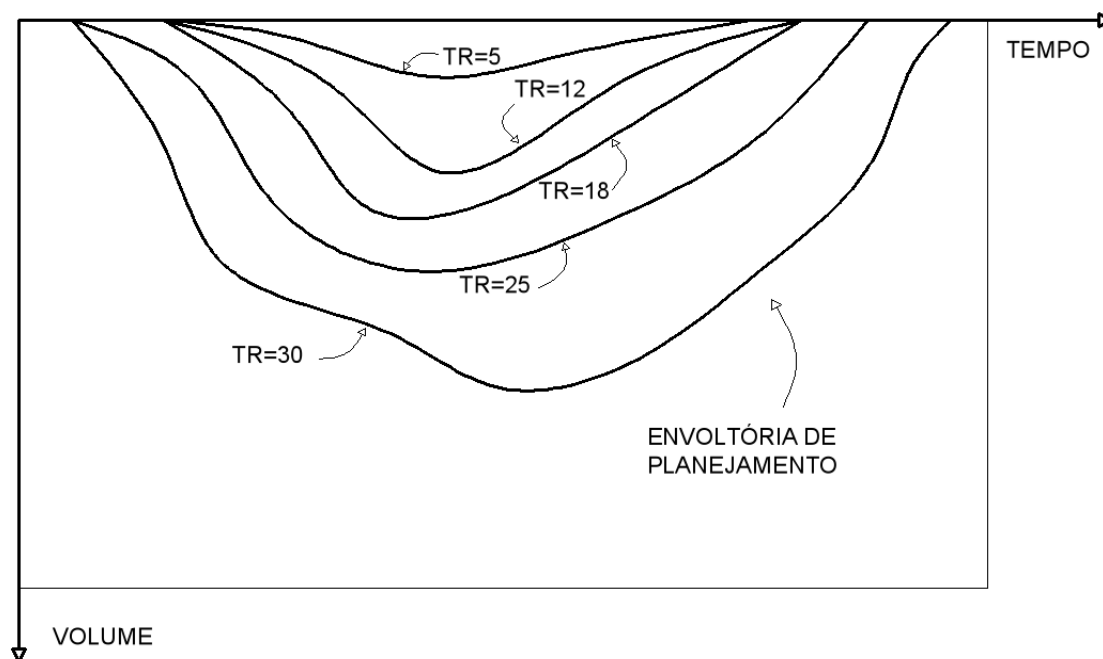 TEMPO
TR=5
TR=12
TR=18
TR=25
TR=30
ENVOLTÓRIA DE
PLANEJAMENTO
VOLUME